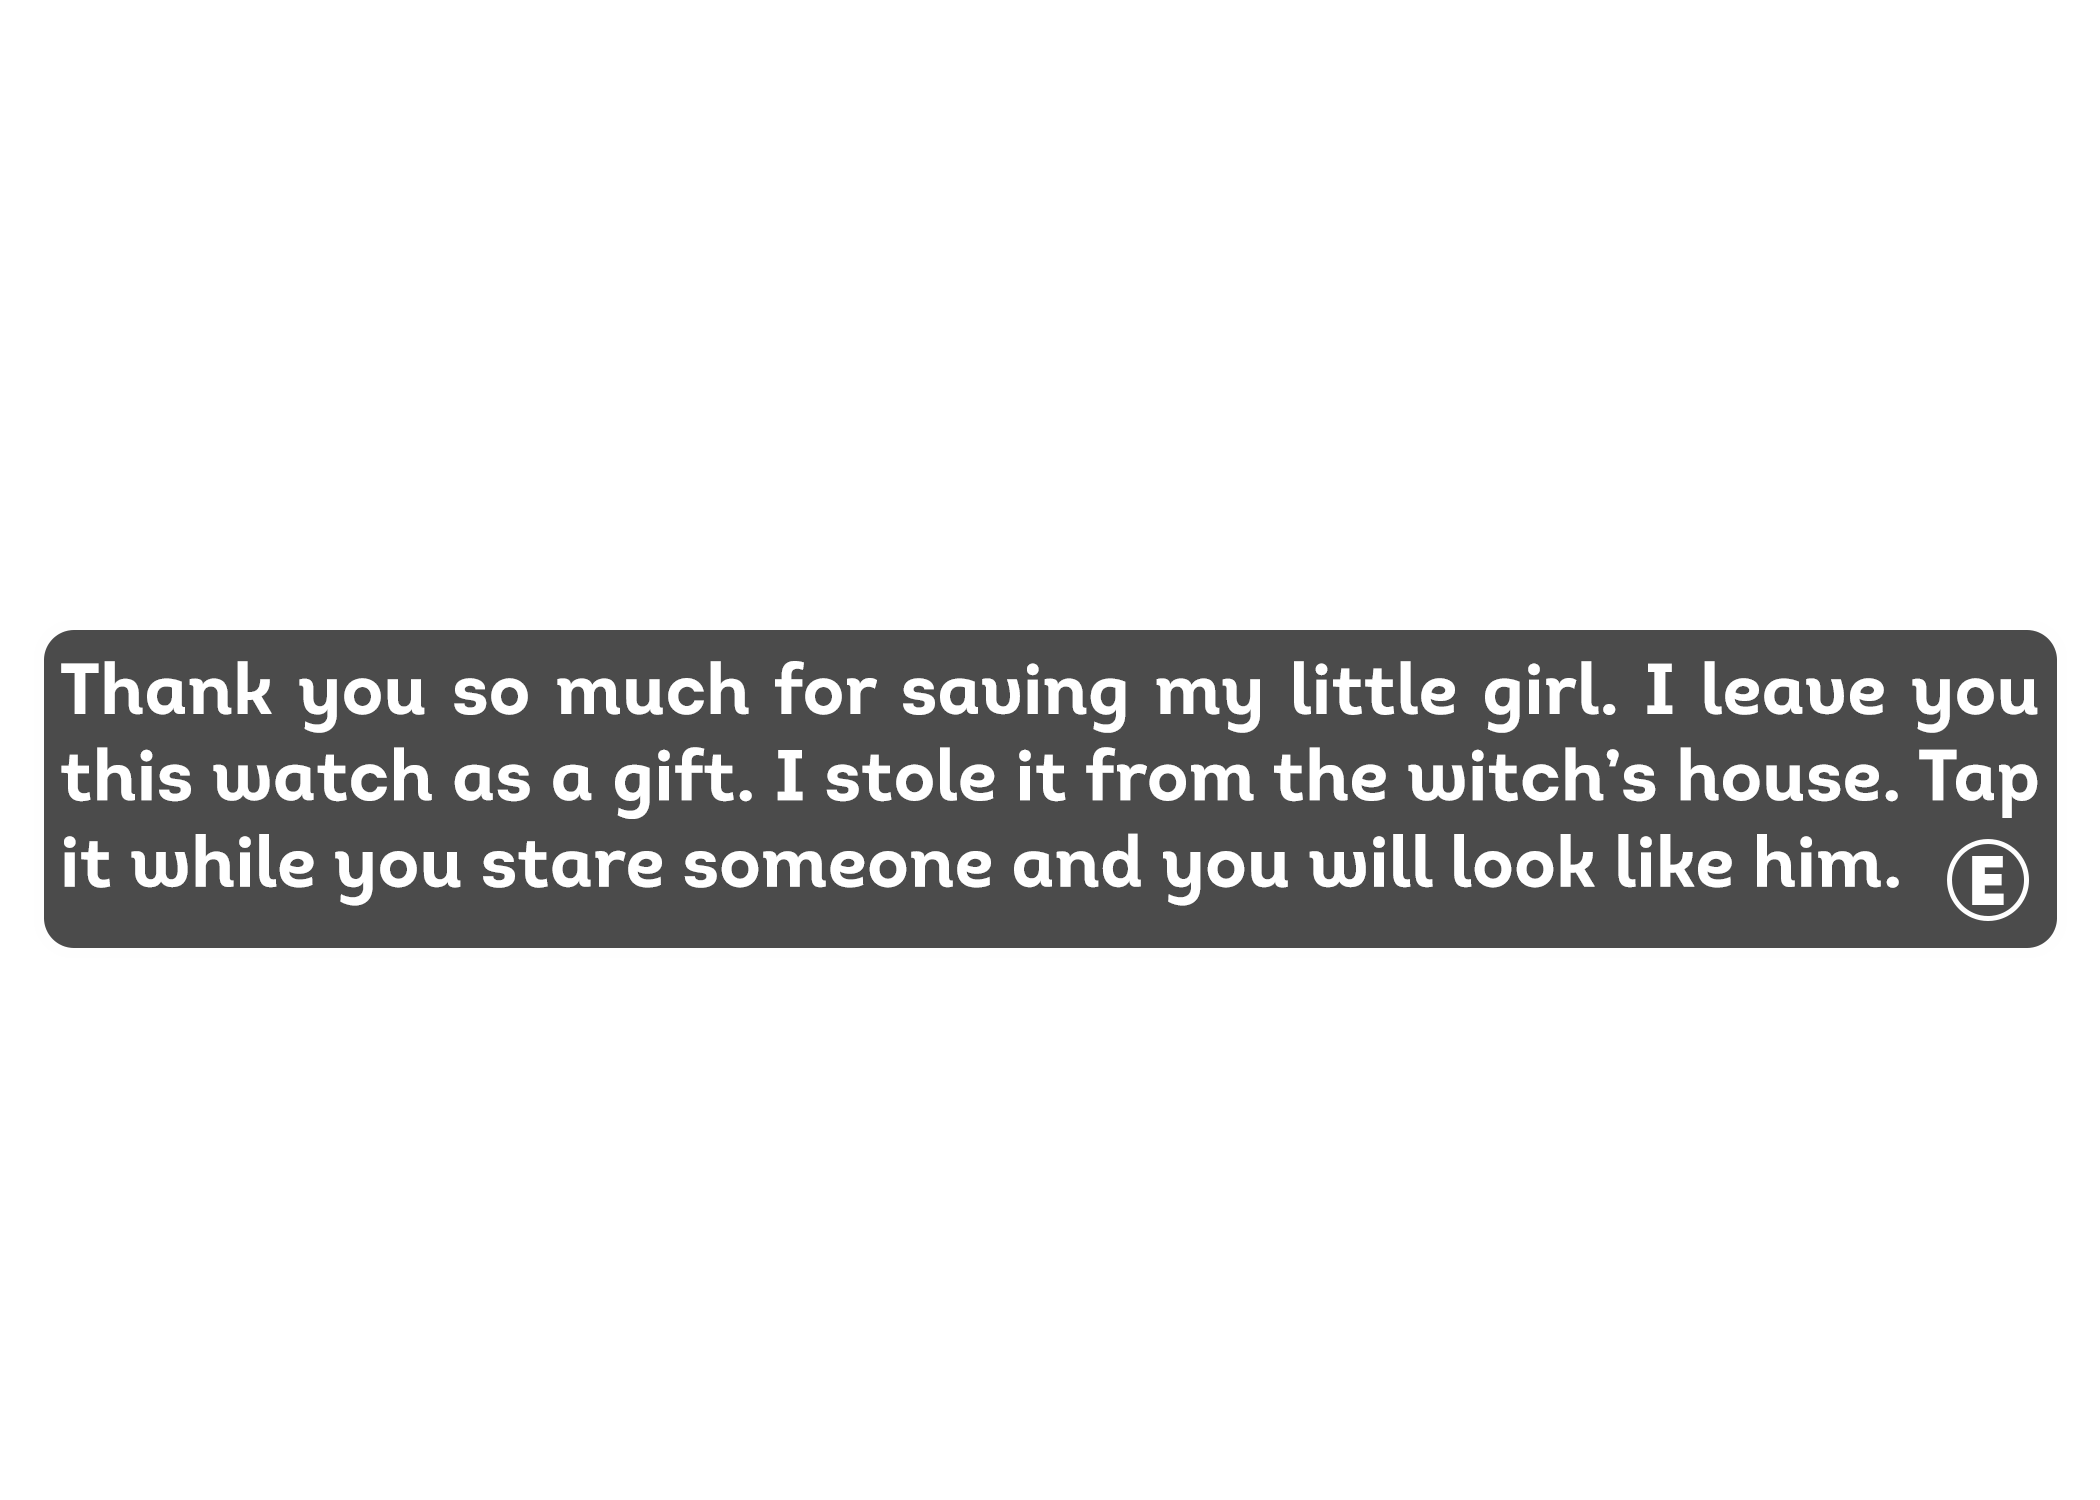 Thank you so much for saving my little girl. I leave you
this watch as a gift. I stole it from the witch’s house. Tap
it while you stare someone and you will look like him.
E